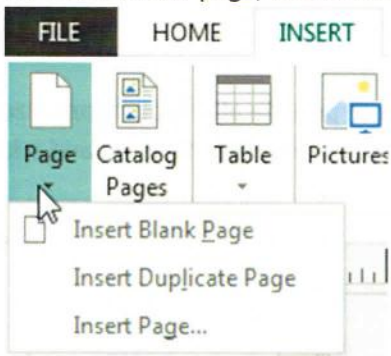 FILE HOME INSERT
Page Catalog Pages Table Pictures
Insert Blank Page
Insert Duplicate Page
Insert Page...